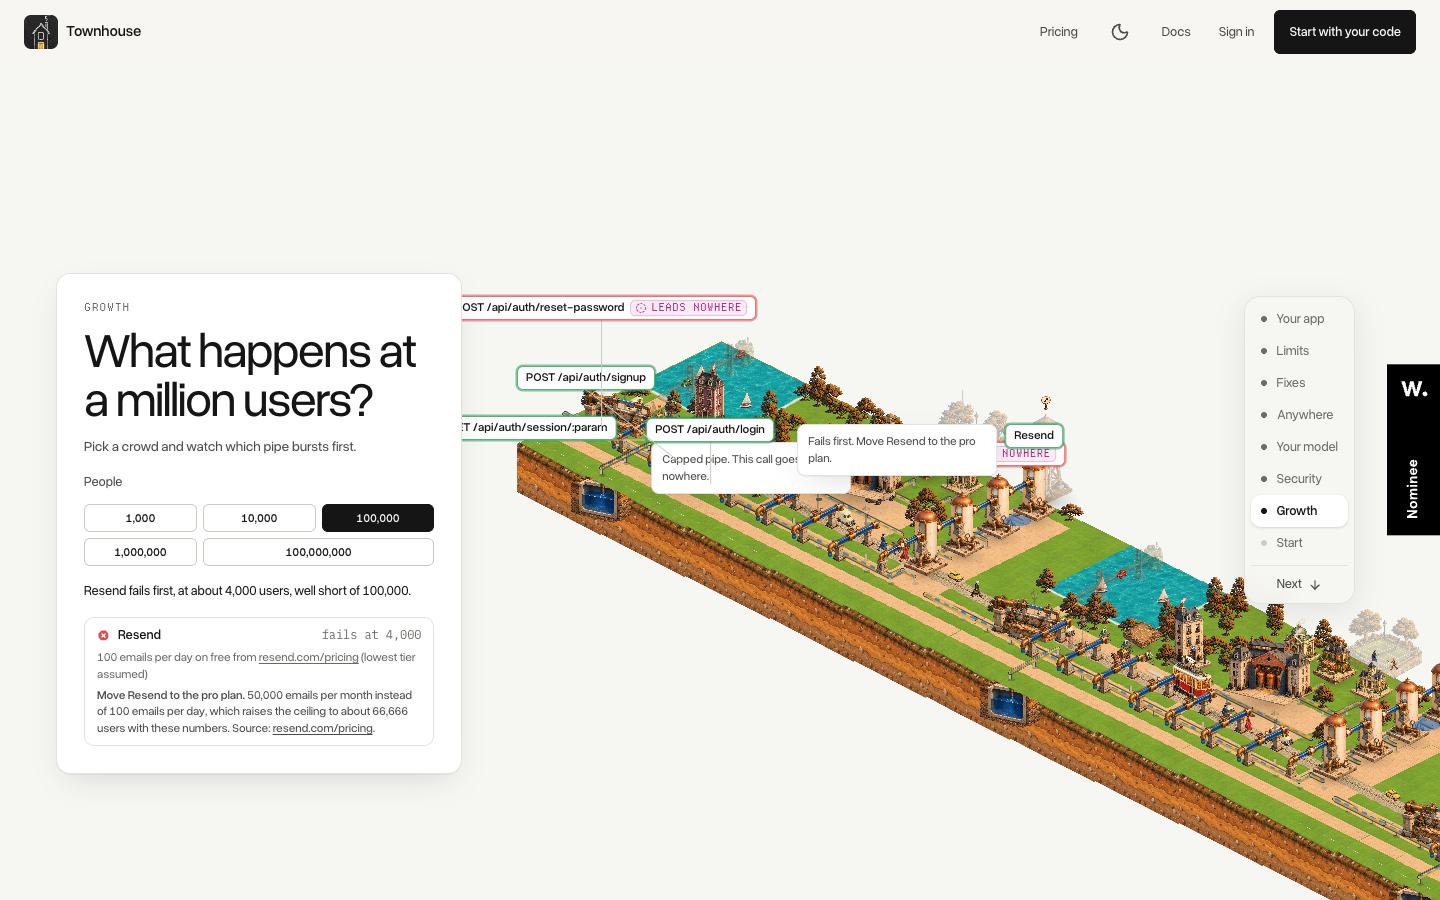 Townhouse
Pricing
Docs
Sign in
Start with your code
GROWTH
What happens at
a million users?
Pick a crowd and watch which pipe bursts first.
People
1,000
10,000
100,000
1,000,000
100,000,000
Resend fails first, at about 4,000 users, well short of 100,000.
Resend
fails at 4,000
100 emails per day on free from resend.com/pricing (lowest tier
assumed)
Move Resend to the pro plan. 50,000 emails per month instead
of 100 emails per day, which raises the ceiling to about 66,666
users with these numbers. Source: resend.com/pricing.
OST /api/auth/reset-password
LEADS NOWHERE
POST /api/auth/signup
ET /api/auth/session/:param
POST /api/auth/login
Capped pipe. This call goes
nowhere.
Fails first. Move Resend to the pro
plan.
Resend
NOWHERE
Your app
Limits
Fixes
Anywhere
Your model
Security
Growth
Start
Next
W.
Nominee